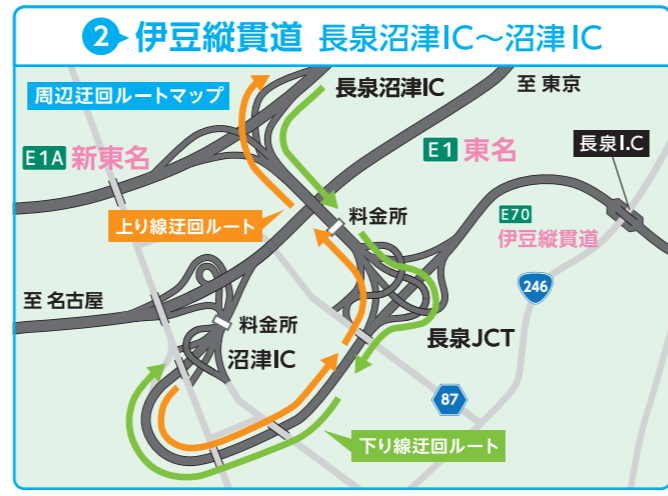 2 伊豆縦貫道 長泉沼津IC～沼津IC
周辺迂回ルートマップ
長泉沼津IC
至 東京
E1A 新東名
E1 東名
長泉I.C
上り線迂回ルート
料金所
E70
伊豆縦貫道
至 名古屋
246
料金所
長泉JCT
沼津IC
87
下り線迂回ルート